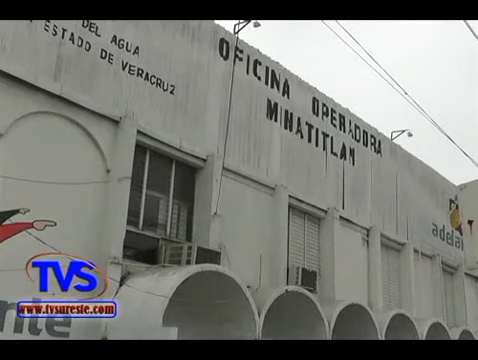 DEL AGUA
ESTADO DE VERACRUZ
OFICINA OPERADORA
MINATITLAN
adela
TVS
www.tvsureste.com